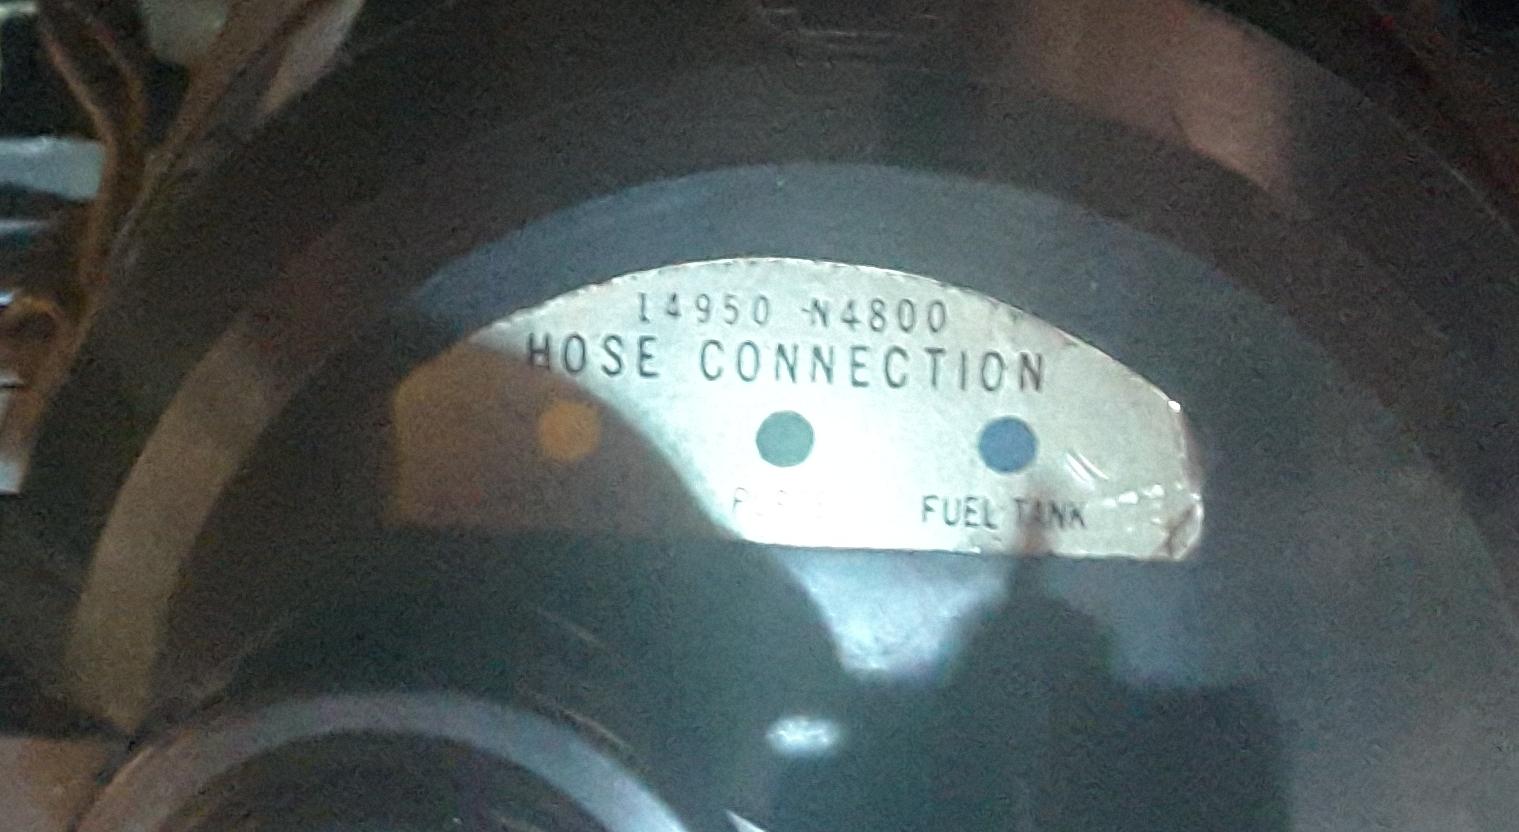 14950-N4800
HOSE CONNECTION
FUEL TANK